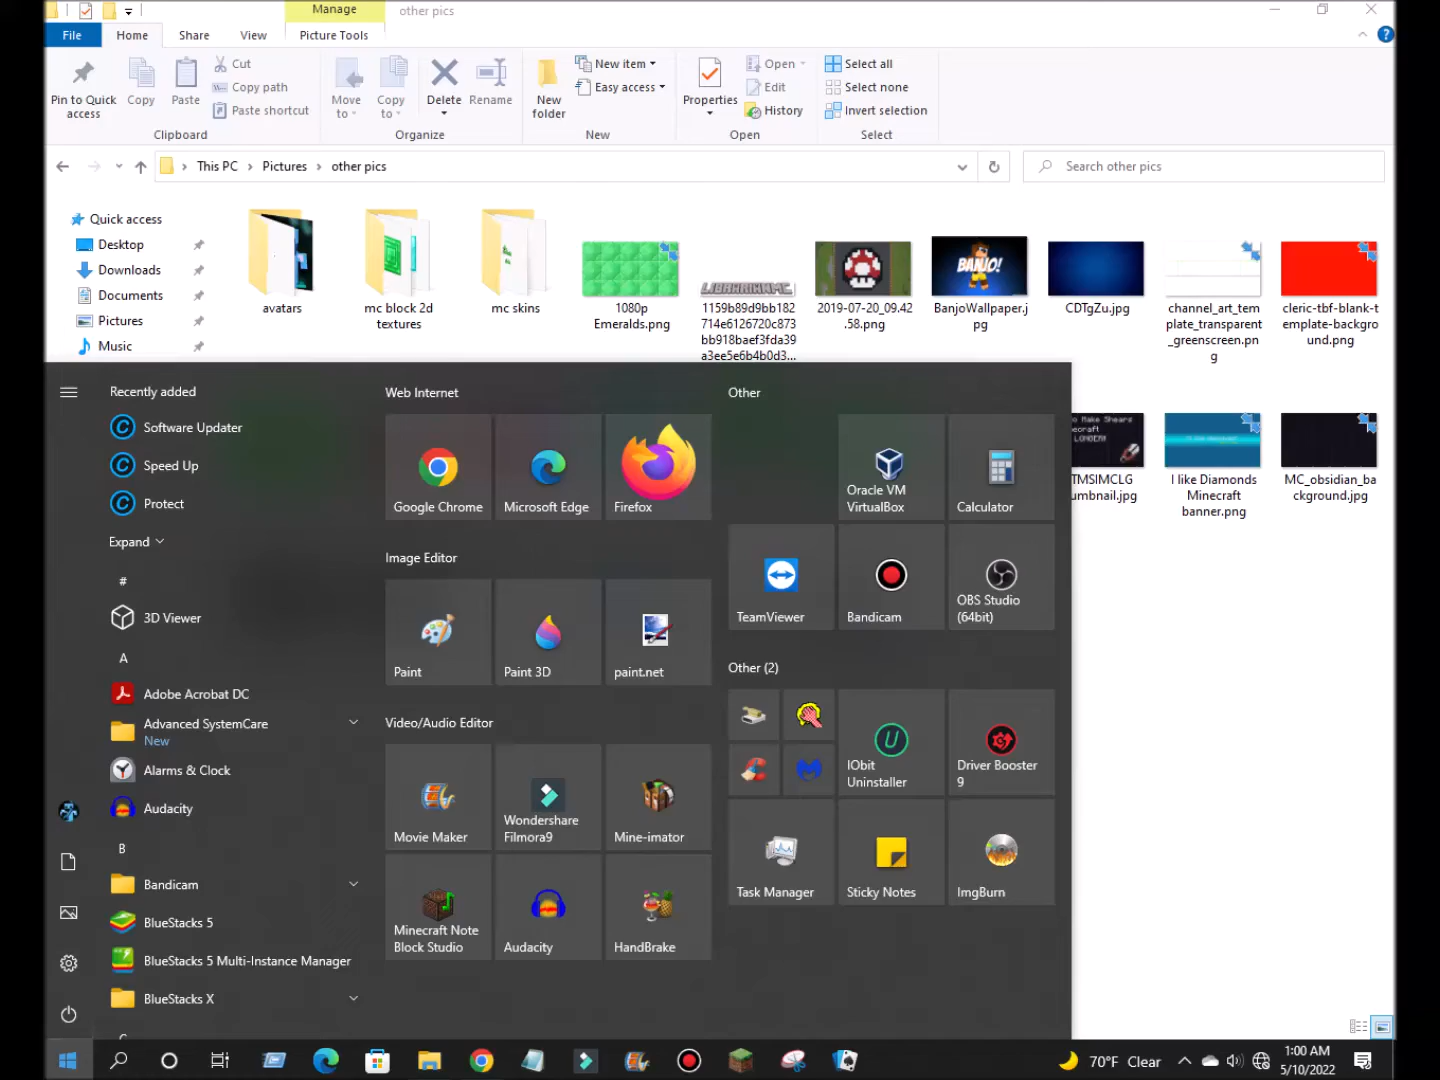 Manage
other pics
File
Home
Share
View
Picture Tools
Pin to Quick
access
Copy
Paste
Cut
Copy path
Paste shortcut
Clipboard
Move
to
Copy
to
Delete
Rename
Organize
New
folder
New item
Easy access
New
Properties
Open
Edit
History
Open
Select all
Select none
Invert selection
Select
This PC
Pictures
other pics
Search other pics
Quick access
Desktop
Downloads
Documents
Pictures
Music
avatars
mc block 2d
textures
mc skins
1080p
Emeralds.png
LIBRARIANMC
1159b89d9bb182
714e6126720c873
bb918baef3fda39
a3ee5e6b4b0d3...
2019-07-20_09.42
.58.png
BANJO!
BanjoWallpaper.j
pg
CDTgZu.jpg
channel_art_tem
plate_transparent
_greenscreen.pn
g
cleric-tbf-blank-t
emplate-backgro
und.png
o Make Shears
TMSIMCLG
umbnail.jpg
I like Diamonds
Minecraft
banner.png
MC_obsidian_ba
ckground.jpg
Recently added
Software Updater
Speed Up
Protect
Expand
#
3D Viewer
A
Adobe Acrobat DC
Advanced SystemCare
New
Alarms & Clock
Audacity
B
Bandicam
BlueStacks 5
BlueStacks 5 Multi-Instance Manager
BlueStacks X
Web Internet
Google Chrome
Microsoft Edge
Firefox
Image Editor
Paint
Paint 3D
paint.net
Video/Audio Editor
Movie Maker
Wondershare
Filmora9
Mine-imator
Minecraft Note
Block Studio
Audacity
HandBrake
Other
Oracle VM
VirtualBox
Calculator
TeamViewer
Bandicam
OBS Studio
(64bit)
Other (2)
IObit
Uninstaller
Driver Booster
9
Task Manager
Sticky Notes
ImgBurn
70°F Clear
1:00 AM
5/10/2022